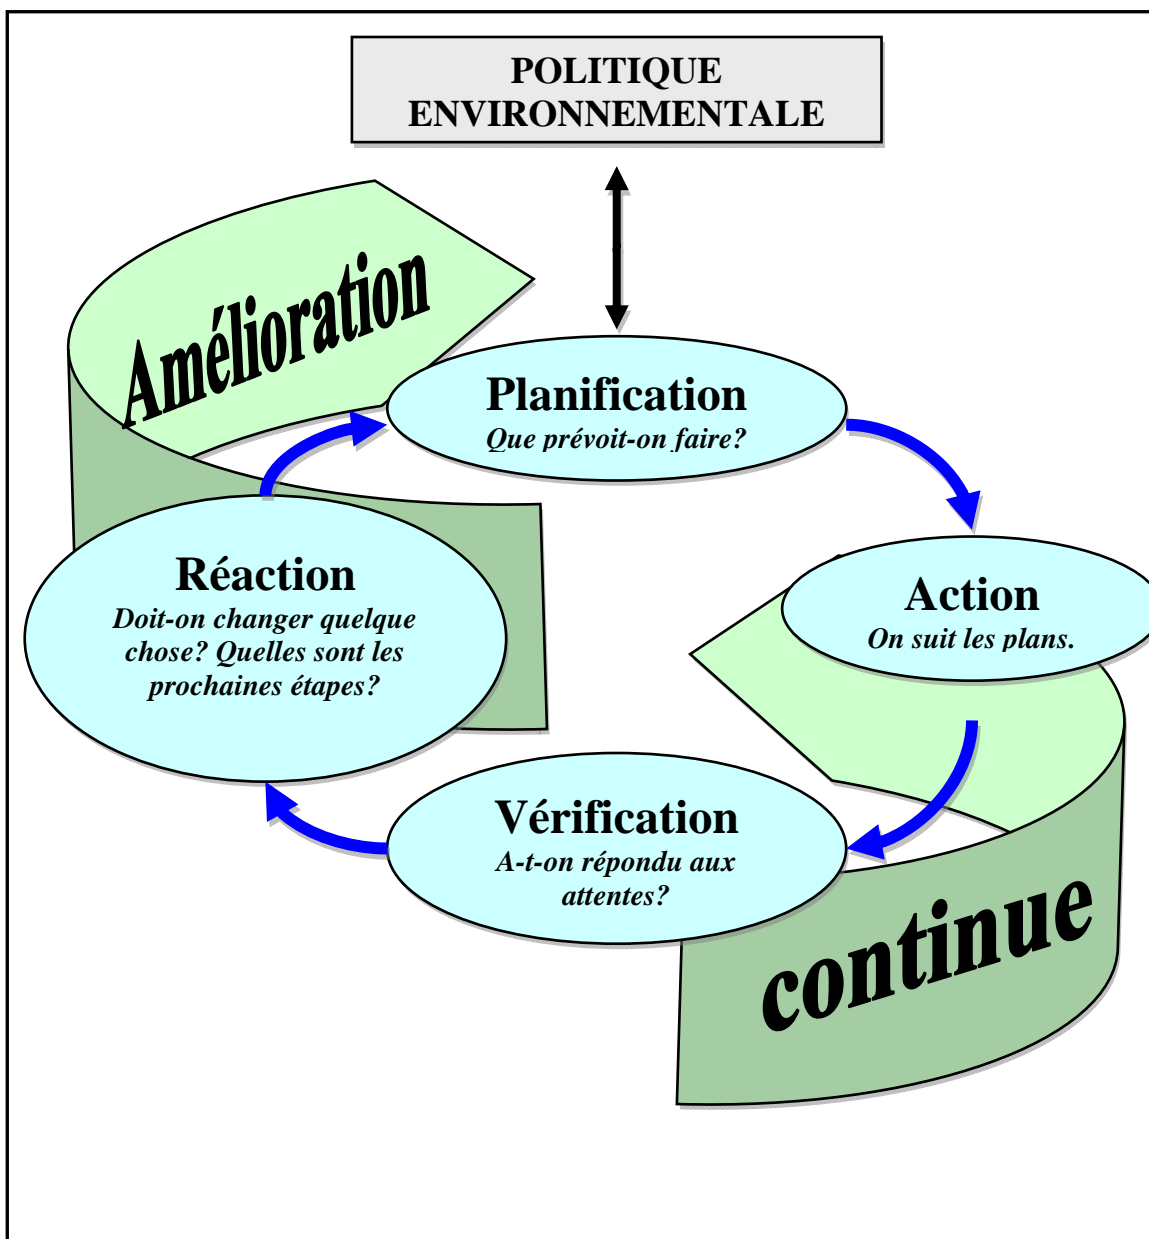 POLITIQUE
ENVIRONNEMENTALE
Amélioration
Planification
Que prévoit-on faire?
Action
On suit les plans.
Réaction
Doit-on changer quelque
chose? Quelles sont les
prochaines étapes?
Vérification
A-t-on répondu aux
attentes?
continue